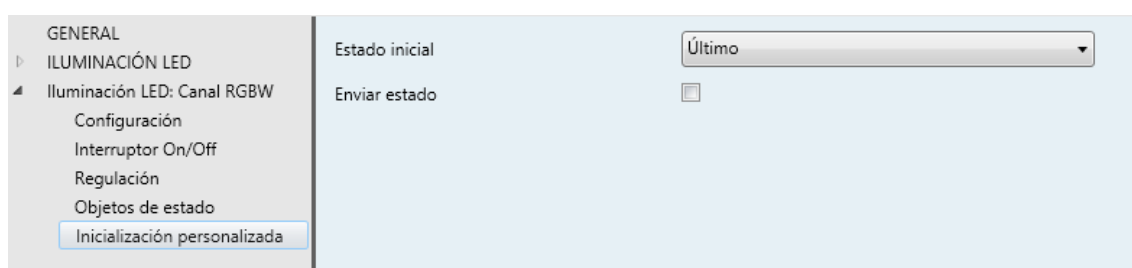 GENERAL
ILUMINACIÓN LED
Iluminación LED: Canal RGBW
Configuración
Interruptor On/Off
Regulación
Objetos de estado
Inicialización personalizada
Estado inicial
Último
Enviar estado